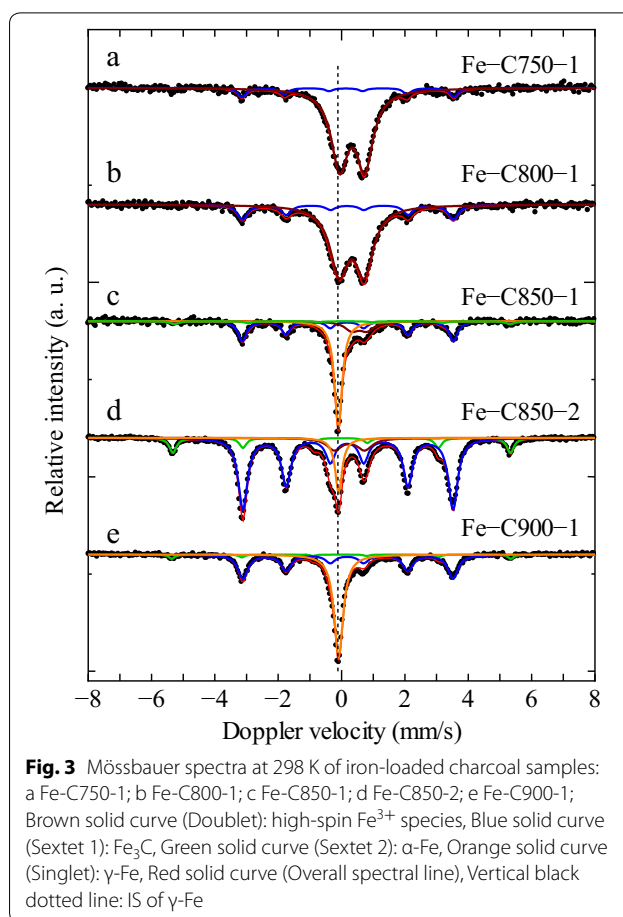 a
Fe−C750−1
b
Fe−C800−1
c
Fe−C850−1
d
Fe−C850−2
e
Fe−C900−1
Relative intensity (a. u.)
−8 −6 −4 −2 0 2 4 6 8
Doppler velocity (mm/s)
Fig. 3 Mössbauer spectra at 298 K of iron-loaded charcoal samples:
a Fe-C750-1; b Fe-C800-1; c Fe-C850-1; d Fe-C850-2; e Fe-C900-1;
Brown solid curve (Doublet): high-spin Fe³⁺ species, Blue solid curve
(Sextet 1): Fe₃C, Green solid curve (Sextet 2): α-Fe, Orange solid curve
(Singlet): γ-Fe, Red solid curve (Overall spectral line), Vertical black
dotted line: IS of γ-Fe